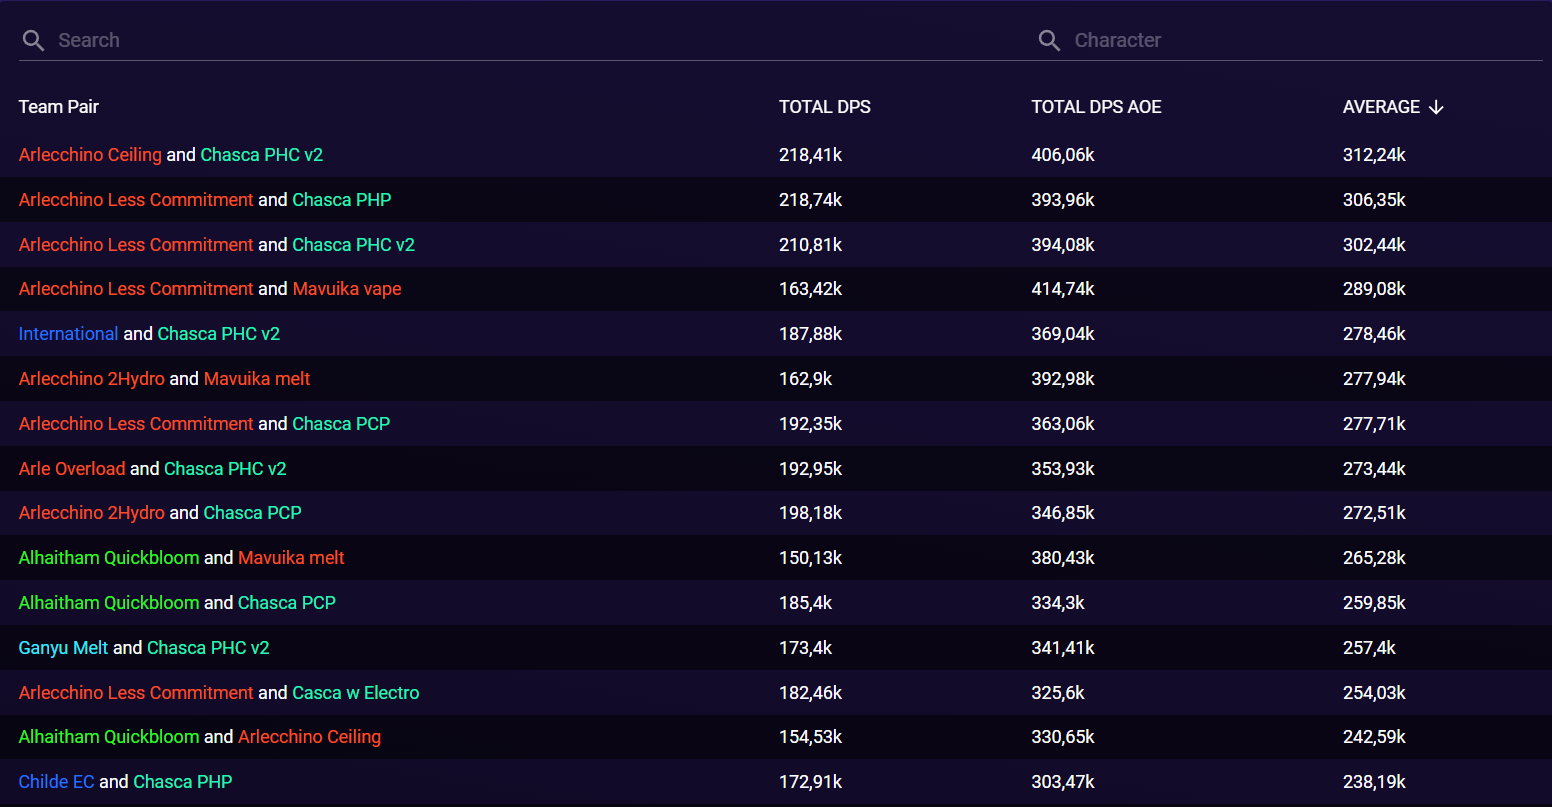 Search Character
Team Pair TOTAL DPS TOTAL DPS AOE AVERAGE ↓
Arlecchino Ceiling and Chasca PHC v2 218,41k 406,06k 312,24k
Arlecchino Less Commitment and Chasca PHP 218,74k 393,96k 306,35k
Arlecchino Less Commitment and Chasca PHC v2 210,81k 394,08k 302,44k
Arlecchino Less Commitment and Mavuika vape 163,42k 414,74k 289,08k
International and Chasca PHC v2 187,88k 369,04k 278,46k
Arlecchino 2Hydro and Mavuika melt 162,9k 392,98k 277,94k
Arlecchino Less Commitment and Chasca PCP 192,35k 363,06k 277,71k
Arle Overload and Chasca PHC v2 192,95k 353,93k 273,44k
Arlecchino 2Hydro and Chasca PCP 198,18k 346,85k 272,51k
Alhaitham Quickbloom and Mavuika melt 150,13k 380,43k 265,28k
Alhaitham Quickbloom and Chasca PCP 185,4k 334,3k 259,85k
Ganyu Melt and Chasca PHC v2 173,4k 341,41k 257,4k
Arlecchino Less Commitment and Casca w Electro 182,46k 325,6k 254,03k
Alhaitham Quickbloom and Arlecchino Ceiling 154,53k 330,65k 242,59k
Childe EC and Chasca PHP 172,91k 303,47k 238,19k